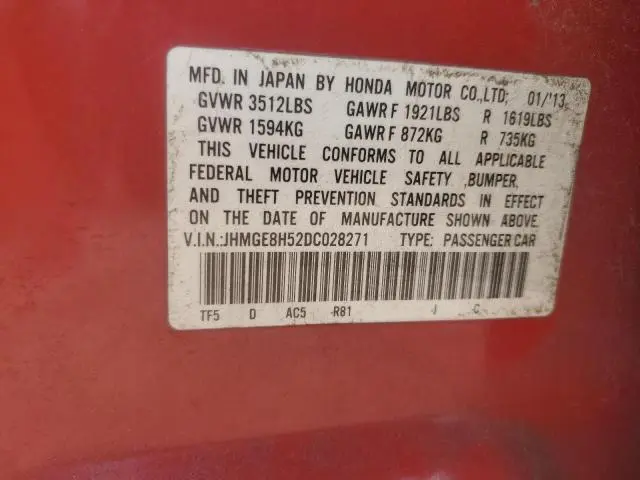 MFD. IN JAPAN BY HONDA MOTOR CO.,LTD; 01/'13
GVWR 3512LBS GAWR F 1921LBS R 1619LBS
GVWR 1594KG GAWR F 872KG R 735KG
THIS VEHICLE CONFORMS TO ALL APPLICABLE
FEDERAL MOTOR VEHICLE SAFETY ,BUMPER,
AND THEFT PREVENTION STANDARDS IN EFFECT
ON THE DATE OF MANUFACTURE SHOWN ABOVE.
V.I.N.:JHMGE8H52DC028271 TYPE: PASSENGER CAR
TF5 D AC5 -R81 J C